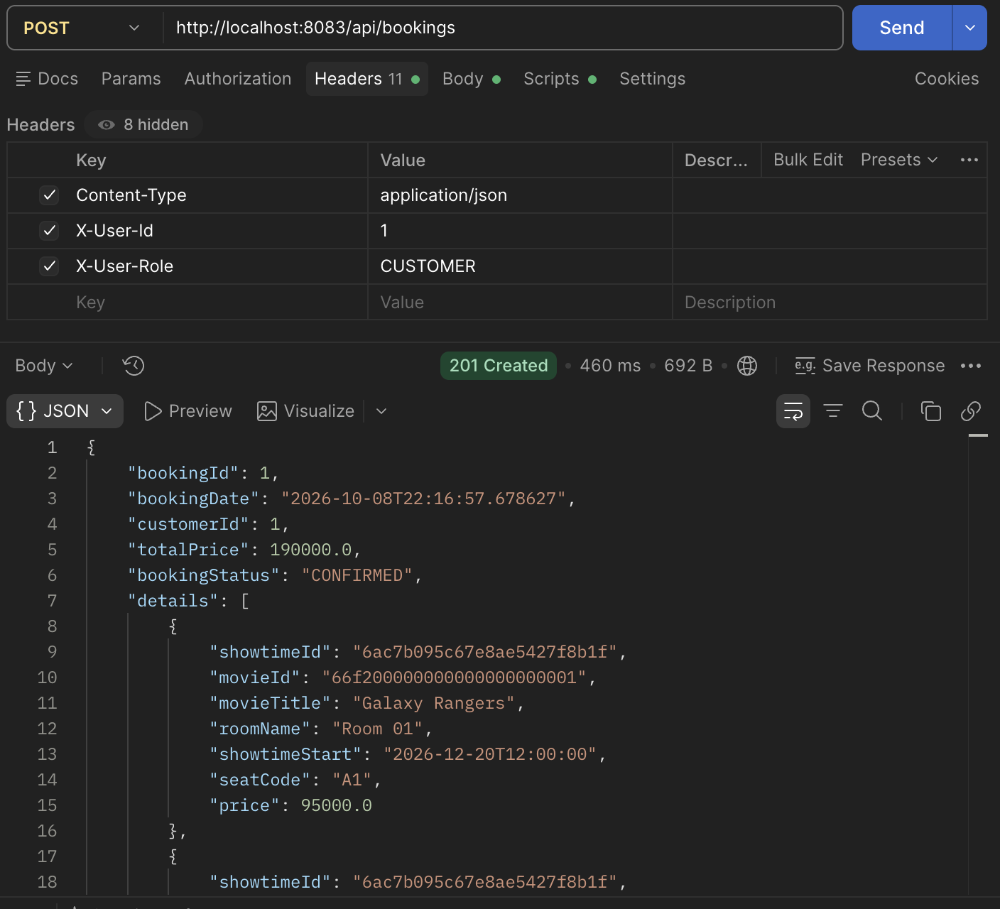 POST http://localhost:8083/api/bookings Send
Docs Params Authorization Headers 11 Body Scripts Settings Cookies
Headers 8 hidden
Key Value Descr... Bulk Edit Presets
Content-Type application/json
X-User-Id 1
X-User-Role CUSTOMER
Key Value Description
Body 201 Created 460 ms 692 B e.g. Save Response
{} JSON Preview Visualize
1 {
2 "bookingId": 1,
3 "bookingDate": "2026-10-08T22:16:57.678627",
4 "customerId": 1,
5 "totalPrice": 190000.0,
6 "bookingStatus": "CONFIRMED",
7 "details": [
8 {
9 "showtimeId": "6ac7b095c67e8ae5427f8b1f",
10 "movieId": "66f200000000000000000001",
11 "movieTitle": "Galaxy Rangers",
12 "roomName": "Room 01",
13 "showtimeStart": "2026-12-20T12:00:00",
14 "seatCode": "A1",
15 "price": 95000.0
16 },
17 {
18 "showtimeId": "6ac7b095c67e8ae5427f8b1f",